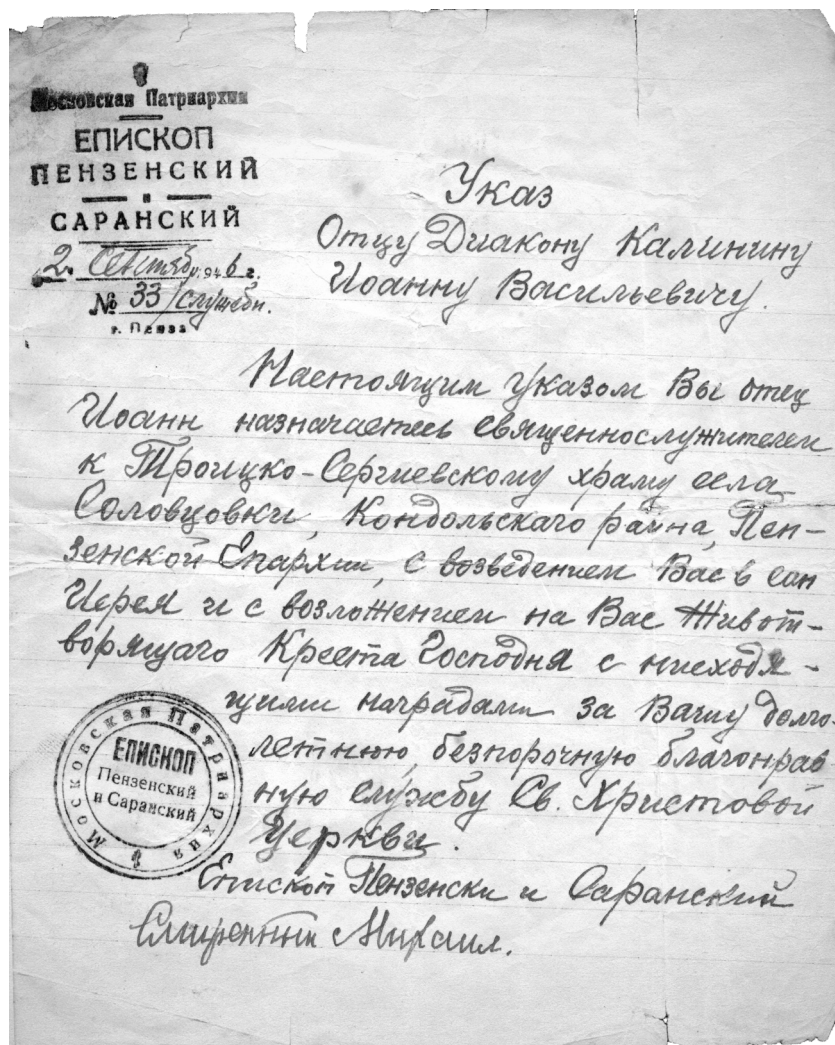 Московская Патриархия
ЕПИСКОП
ПЕНЗЕНСКИЙ
и
САРАНСКИЙ
2. Сентябр. 1946 г.
№ 33/служебн.
г. Пенза
Указ
Отцу Диакону Калинину
Иоанну Васильевичу.
Настоящим указом Вы отец
Иоанн назначаетесь священнослужителем
к Троицко-Сергиевскому храму села
Соловцовки, Кондольскаго райна, Пен-
зенской Епархии, с возведением Вас в сан
Иерея и с возложением на Вас Живот-
ворящаго Креста Господня с нисходя-
щими наградами за Вашу долго-
летнюю, безпорочную благонрав
ную службу Св. Христовой
Церкви.
Епископ Пензенски и Саранский
Смиренный Михаил.
Московская Патриархия
ЕПИСКОП
Пензенский
и Саранский